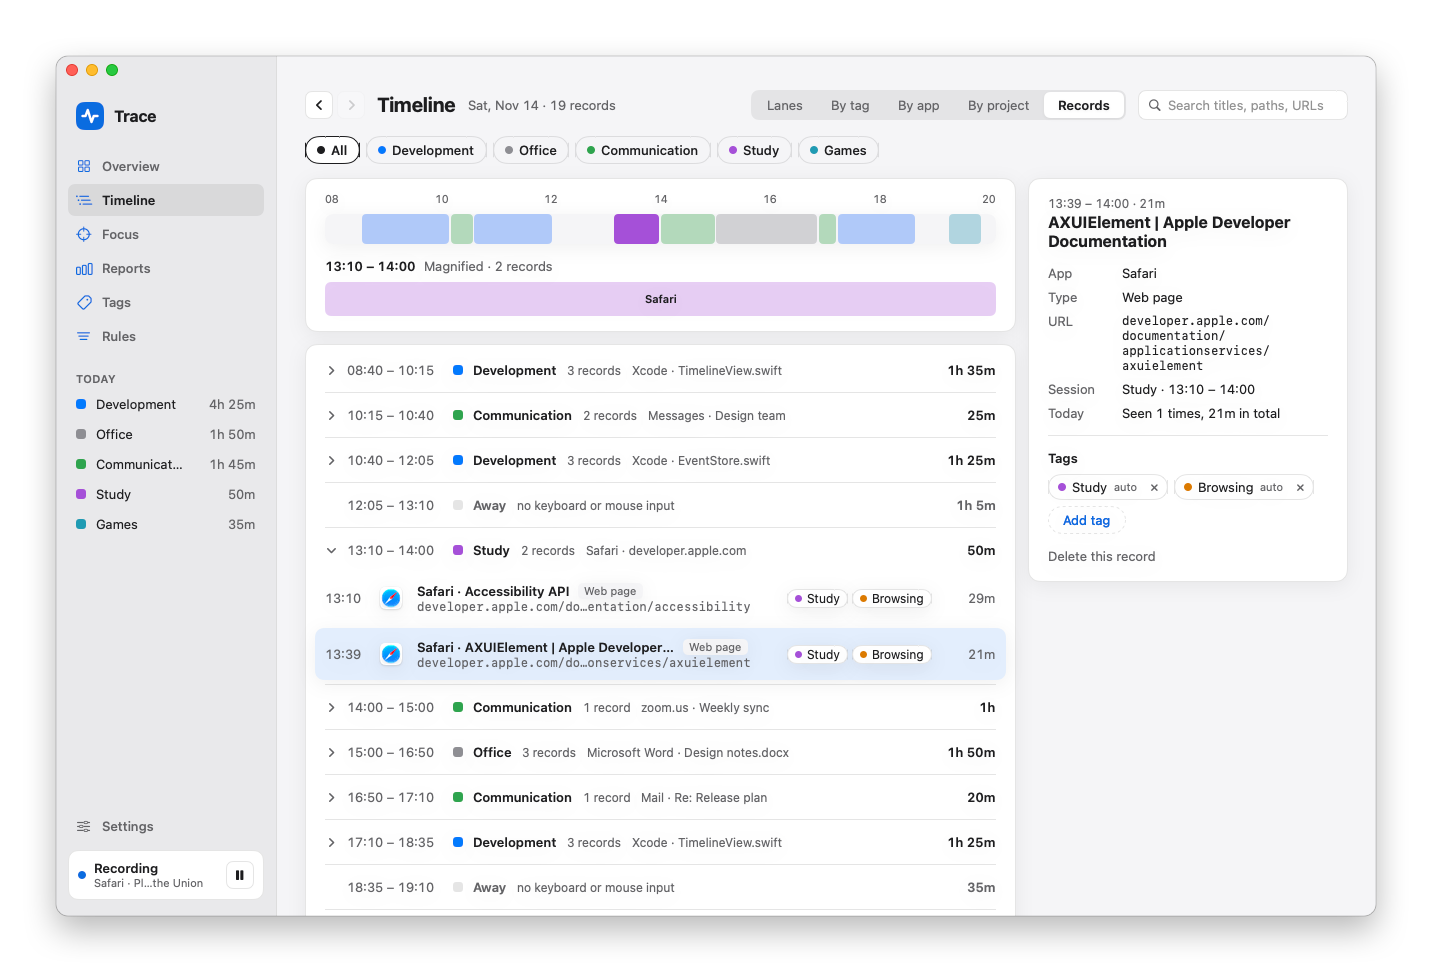 Trace
Overview
Timeline
Focus
Reports
Tags
Rules
TODAY
Development 4h 25m
Office 1h 50m
Communicat... 1h 45m
Study 50m
Games 35m
Settings
Recording
Safari · Pl...the Union
Timeline Sat, Nov 14 · 19 records
Lanes By tag By app By project Records
Search titles, paths, URLs
All Development Office Communication Study Games
08 10 12 14 16 18 20
13:10 – 14:00 Magnified · 2 records
Safari
08:40 – 10:15 Development 3 records Xcode · TimelineView.swift 1h 35m
10:15 – 10:40 Communication 2 records Messages · Design team 25m
10:40 – 12:05 Development 3 records Xcode · EventStore.swift 1h 25m
12:05 – 13:10 Away no keyboard or mouse input 1h 5m
13:10 – 14:00 Study 2 records Safari · developer.apple.com 50m
13:10 Safari · Accessibility API Web page Study Browsing 29m
developer.apple.com/do…entation/accessibility
13:39 Safari · AXUIElement | Apple Developer... Web page Study Browsing 21m
developer.apple.com/do…onservices/axuielement
14:00 – 15:00 Communication 1 record zoom.us · Weekly sync 1h
15:00 – 16:50 Office 3 records Microsoft Word · Design notes.docx 1h 50m
16:50 – 17:10 Communication 1 record Mail · Re: Release plan 20m
17:10 – 18:35 Development 3 records Xcode · TimelineView.swift 1h 25m
18:35 – 19:10 Away no keyboard or mouse input 35m
13:39 – 14:00 · 21m
AXUIElement | Apple Developer
Documentation
App Safari
Type Web page
URL developer.apple.com/
documentation/
applicationservices/
axuielement
Session Study · 13:10 – 14:00
Today Seen 1 times, 21m in total
Tags
Study auto × Browsing auto ×
Add tag
Delete this record